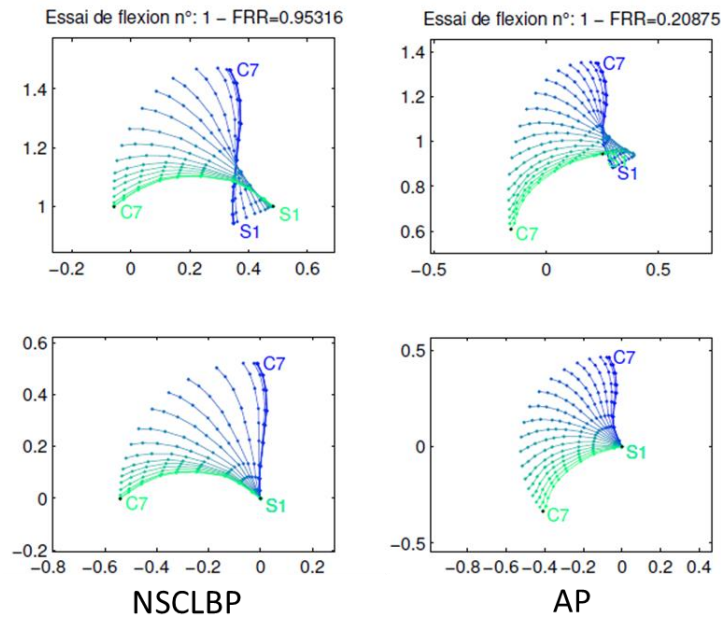 Essai de flexion n°: 1 − FRR=0.95316
1.4
1.2
1
C7
S1
C7
S1
−0.2 0 0.2 0.4 0.6
Essai de flexion n°: 1 − FRR=0.20875
1.4
1.2
1
0.8
0.6
C7
S1
C7
−0.5 0 0.5
0.6
0.4
0.2
0
−0.2
C7
C7
S1
−0.8 −0.6 −0.4 −0.2 0 0.2
NSCLBP
0.5
0
−0.5
C7
S1
C7
−0.8 −0.6 −0.4 −0.2 0 0.2
AP